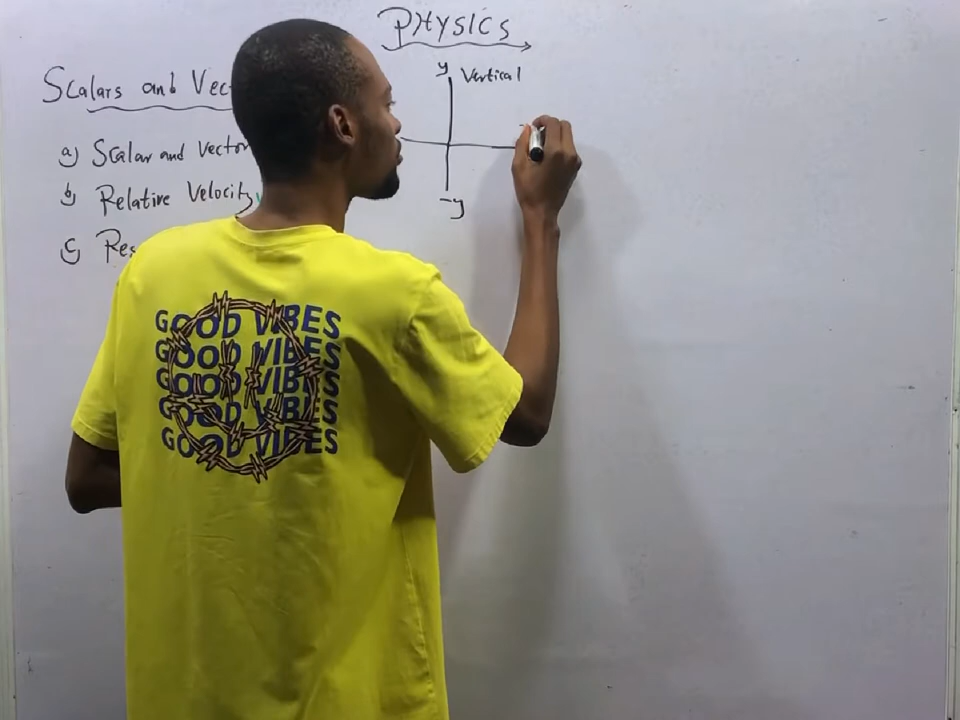 PHYSICS
Scalars and Vec
a) Scalar and Vector
b) Relative Velocity
c) Res
y Vertical
-y
GOOD VIBES
GOOD VIBES
GOOD VIBES
GOOD VIBES
GOOD VIBES